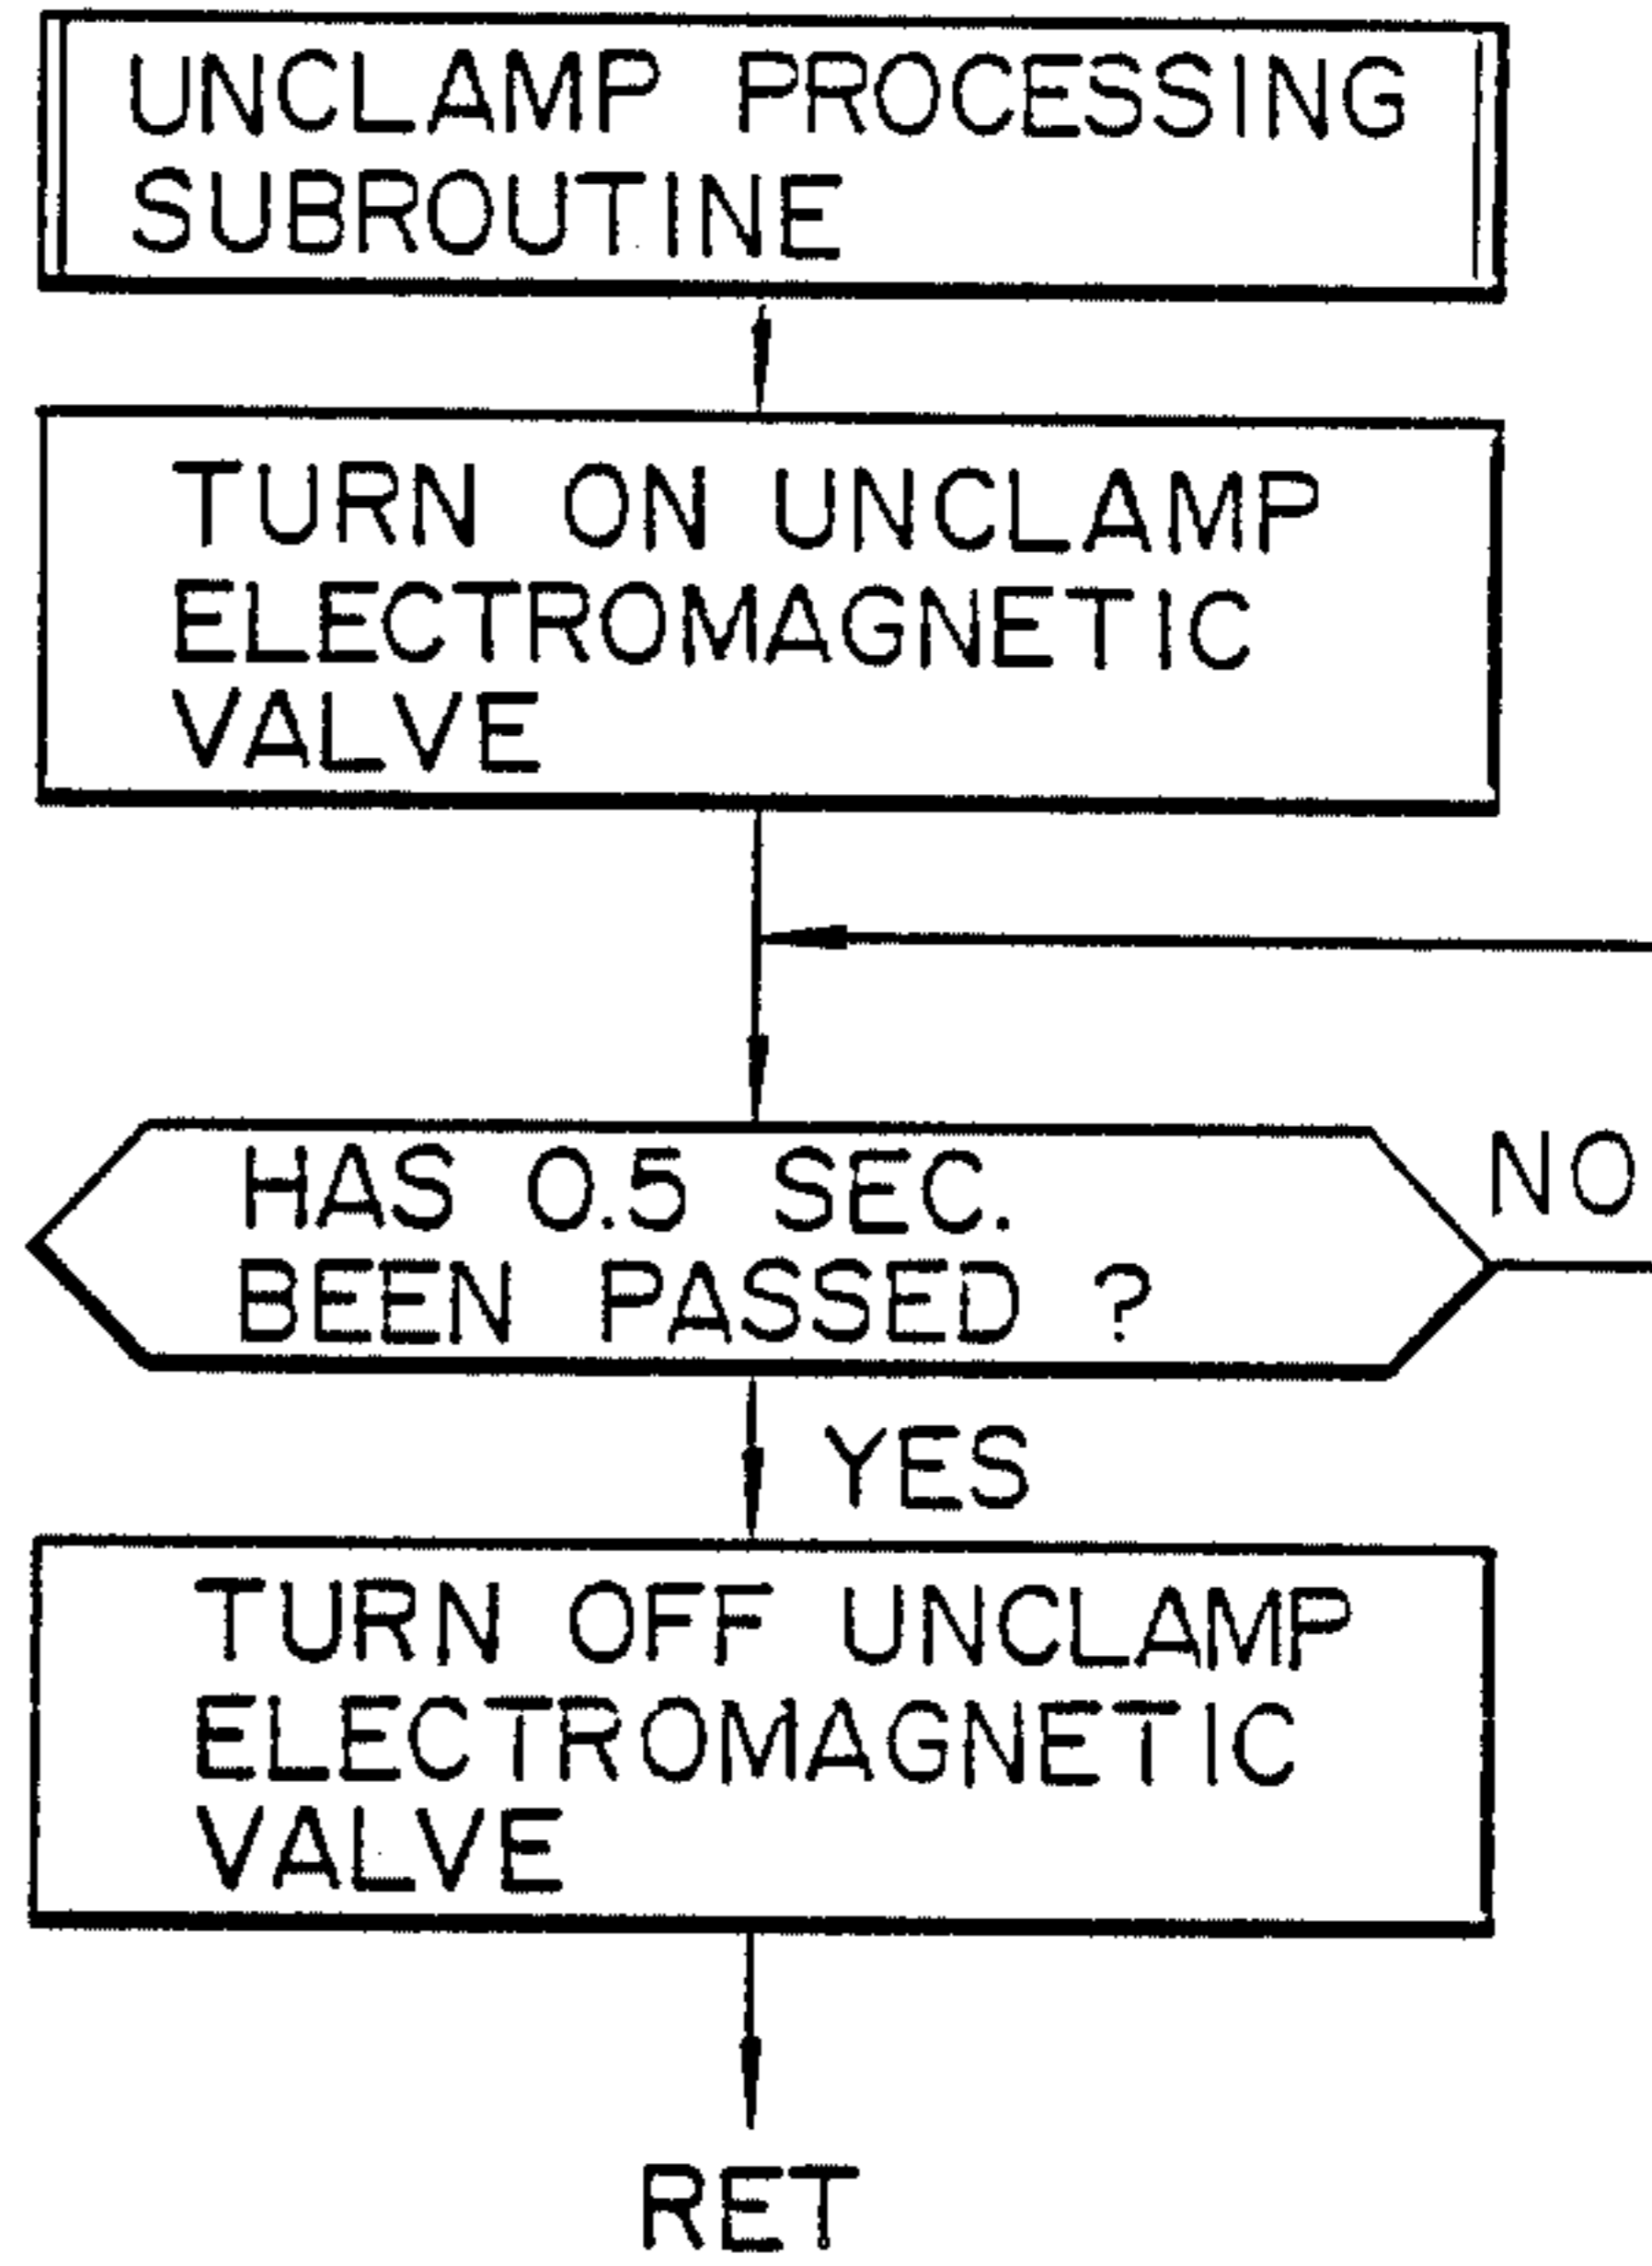 UNCLAMP PROCESSING
SUBROUTINE
TURN ON UNCLAMP
ELECTROMAGNETIC
VALVE
HAS 0.5 SEC.
BEEN PASSED ?
NO
YES
TURN OFF UNCLAMP
ELECTROMAGNETIC
VALVE
RET